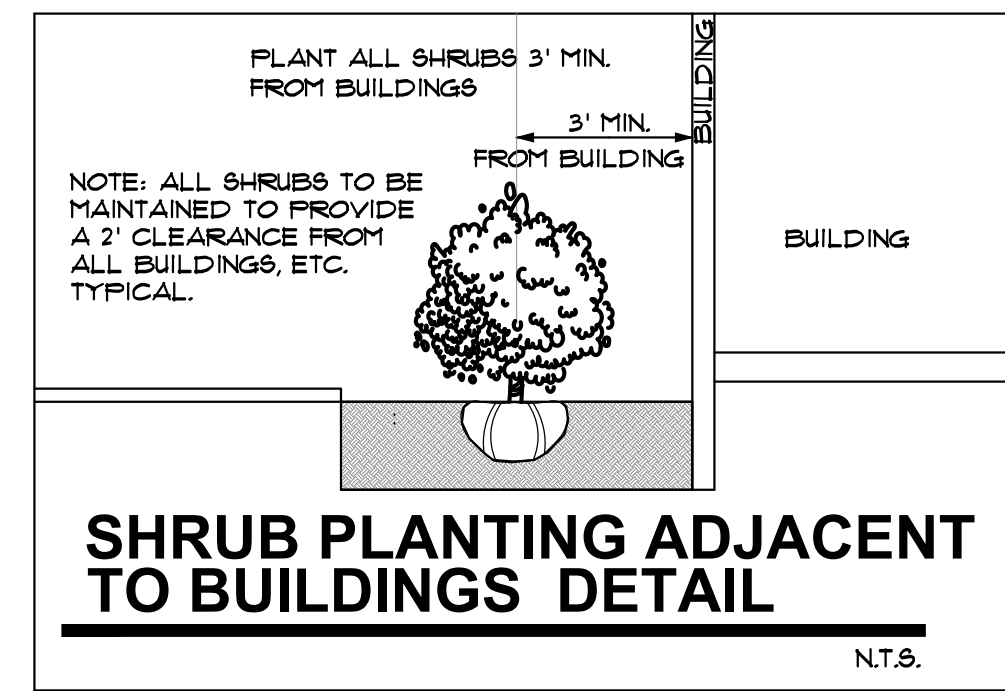 PLANT ALL SHRUBS 3' MIN.
FROM BUILDINGS
BUILDING
3' MIN.
FROM BUILDING
NOTE: ALL SHRUBS TO BE
MAINTAINED TO PROVIDE
A 2' CLEARANCE FROM
ALL BUILDINGS, ETC.
TYPICAL.
BUILDING
SHRUB PLANTING ADJACENT
TO BUILDINGS DETAIL
N.T.S.